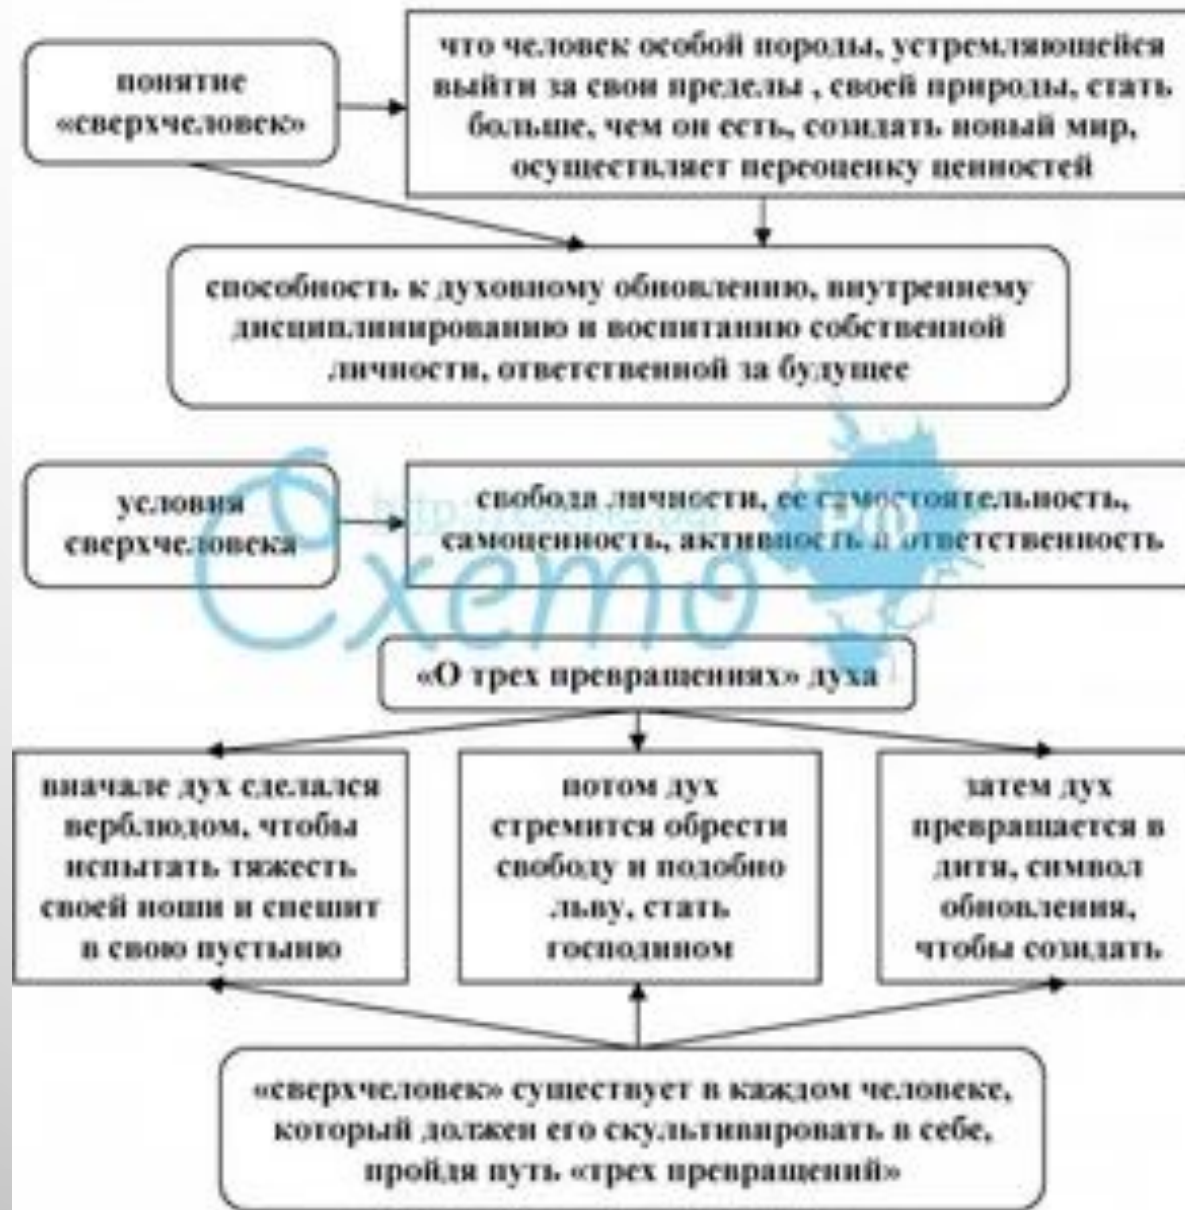 понятие
«сверхчеловек»
что человек особой породы, устремляющейся
выйти за свои пределы , своей природы, стать
больше, чем он есть, созидать новый мир,
осуществляет переоценку ценностей
способность к духовному обновлению, внутреннему
дисциплинированию и воспитанию собственной
личности, ответственной за будущее
условия
сверхчеловека
свобода личности, ее самостоятельность,
самоценность, активность и ответственность
Схемо
РФ
«О трех превращениях» духа
вначале дух сделался
верблюдом, чтобы
испытать тяжесть
своей ноши и спешит
в свою пустыню
потом дух
стремится обрести
свободу и подобно
льву, стать
господином
затем дух
превращается в
дитя, символ
обновления,
чтобы созидать
«сверхчеловек» существует в каждом человеке,
который должен его скультивировать в себе,
пройдя путь «трех превращений»